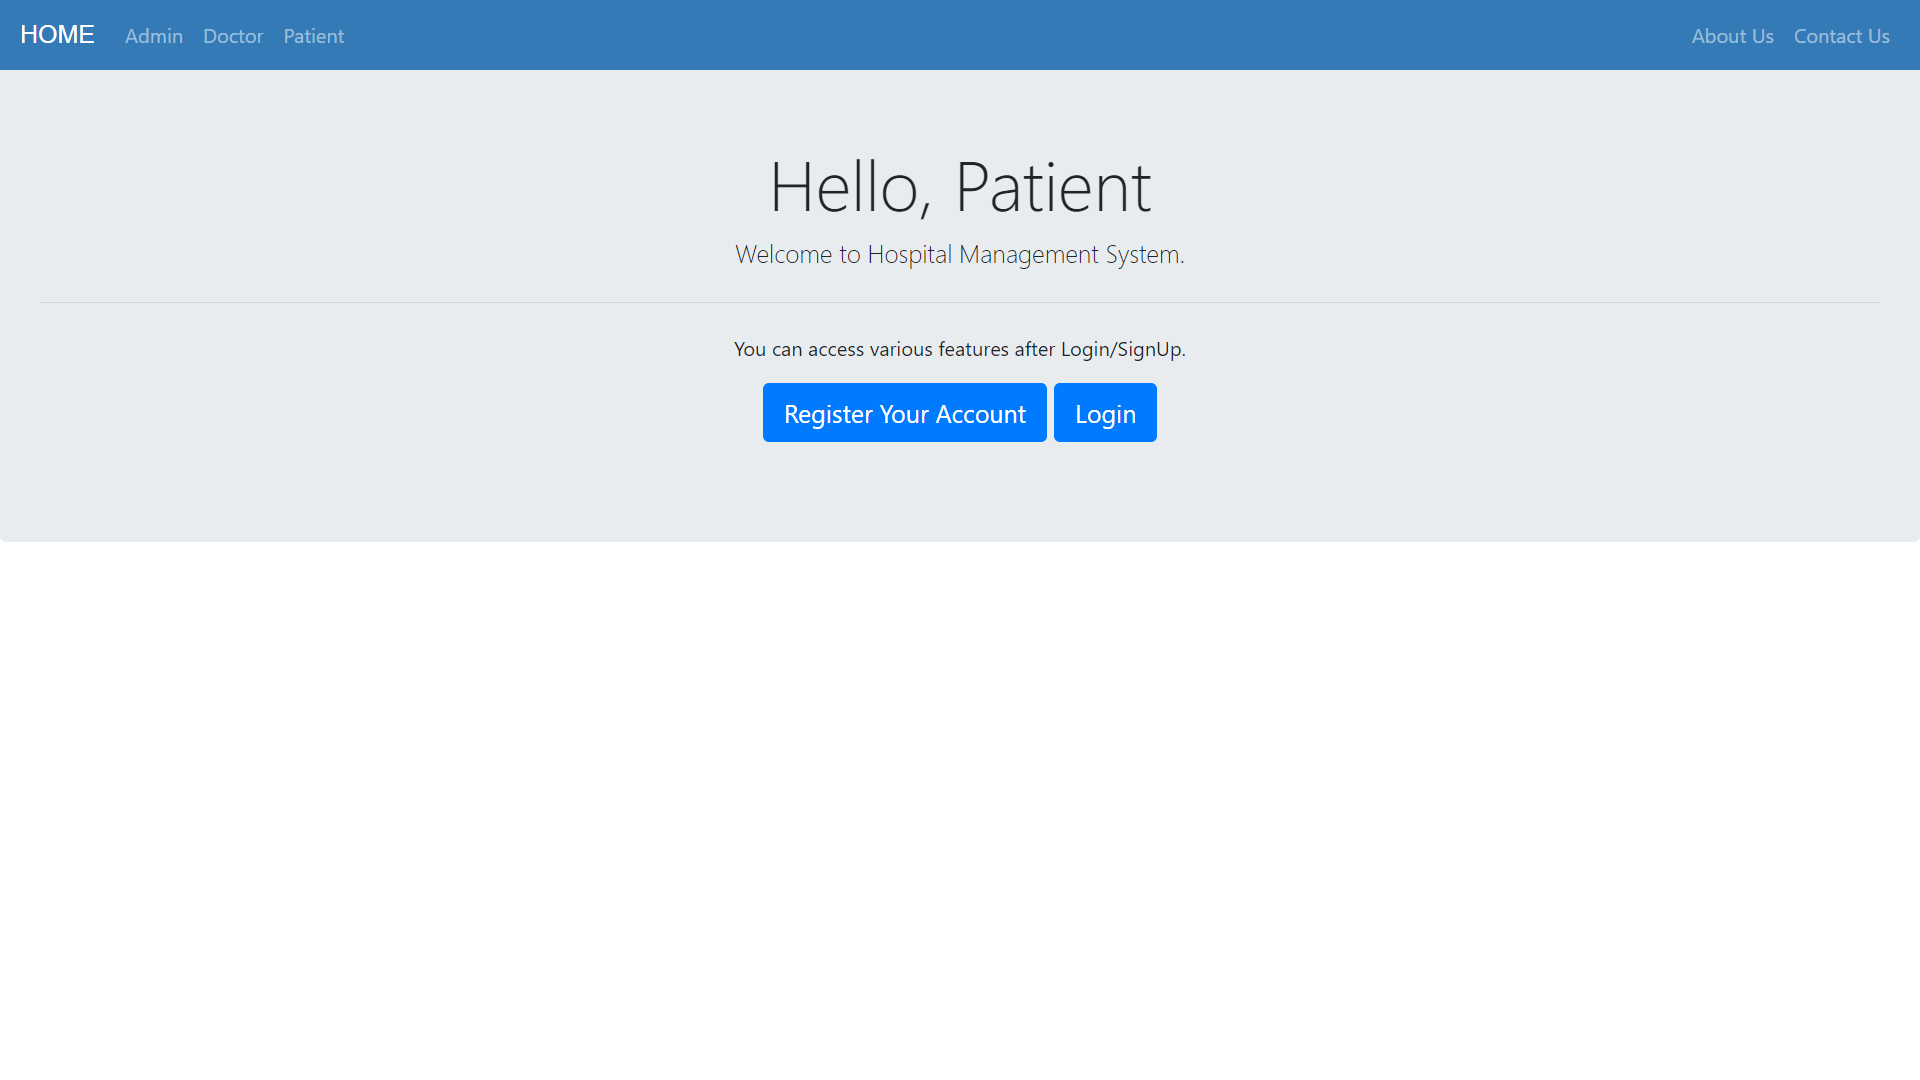 HOME Admin Doctor Patient About Us Contact Us
Hello, Patient
Welcome to Hospital Management System.
You can access various features after Login/SignUp.
Register Your Account Login